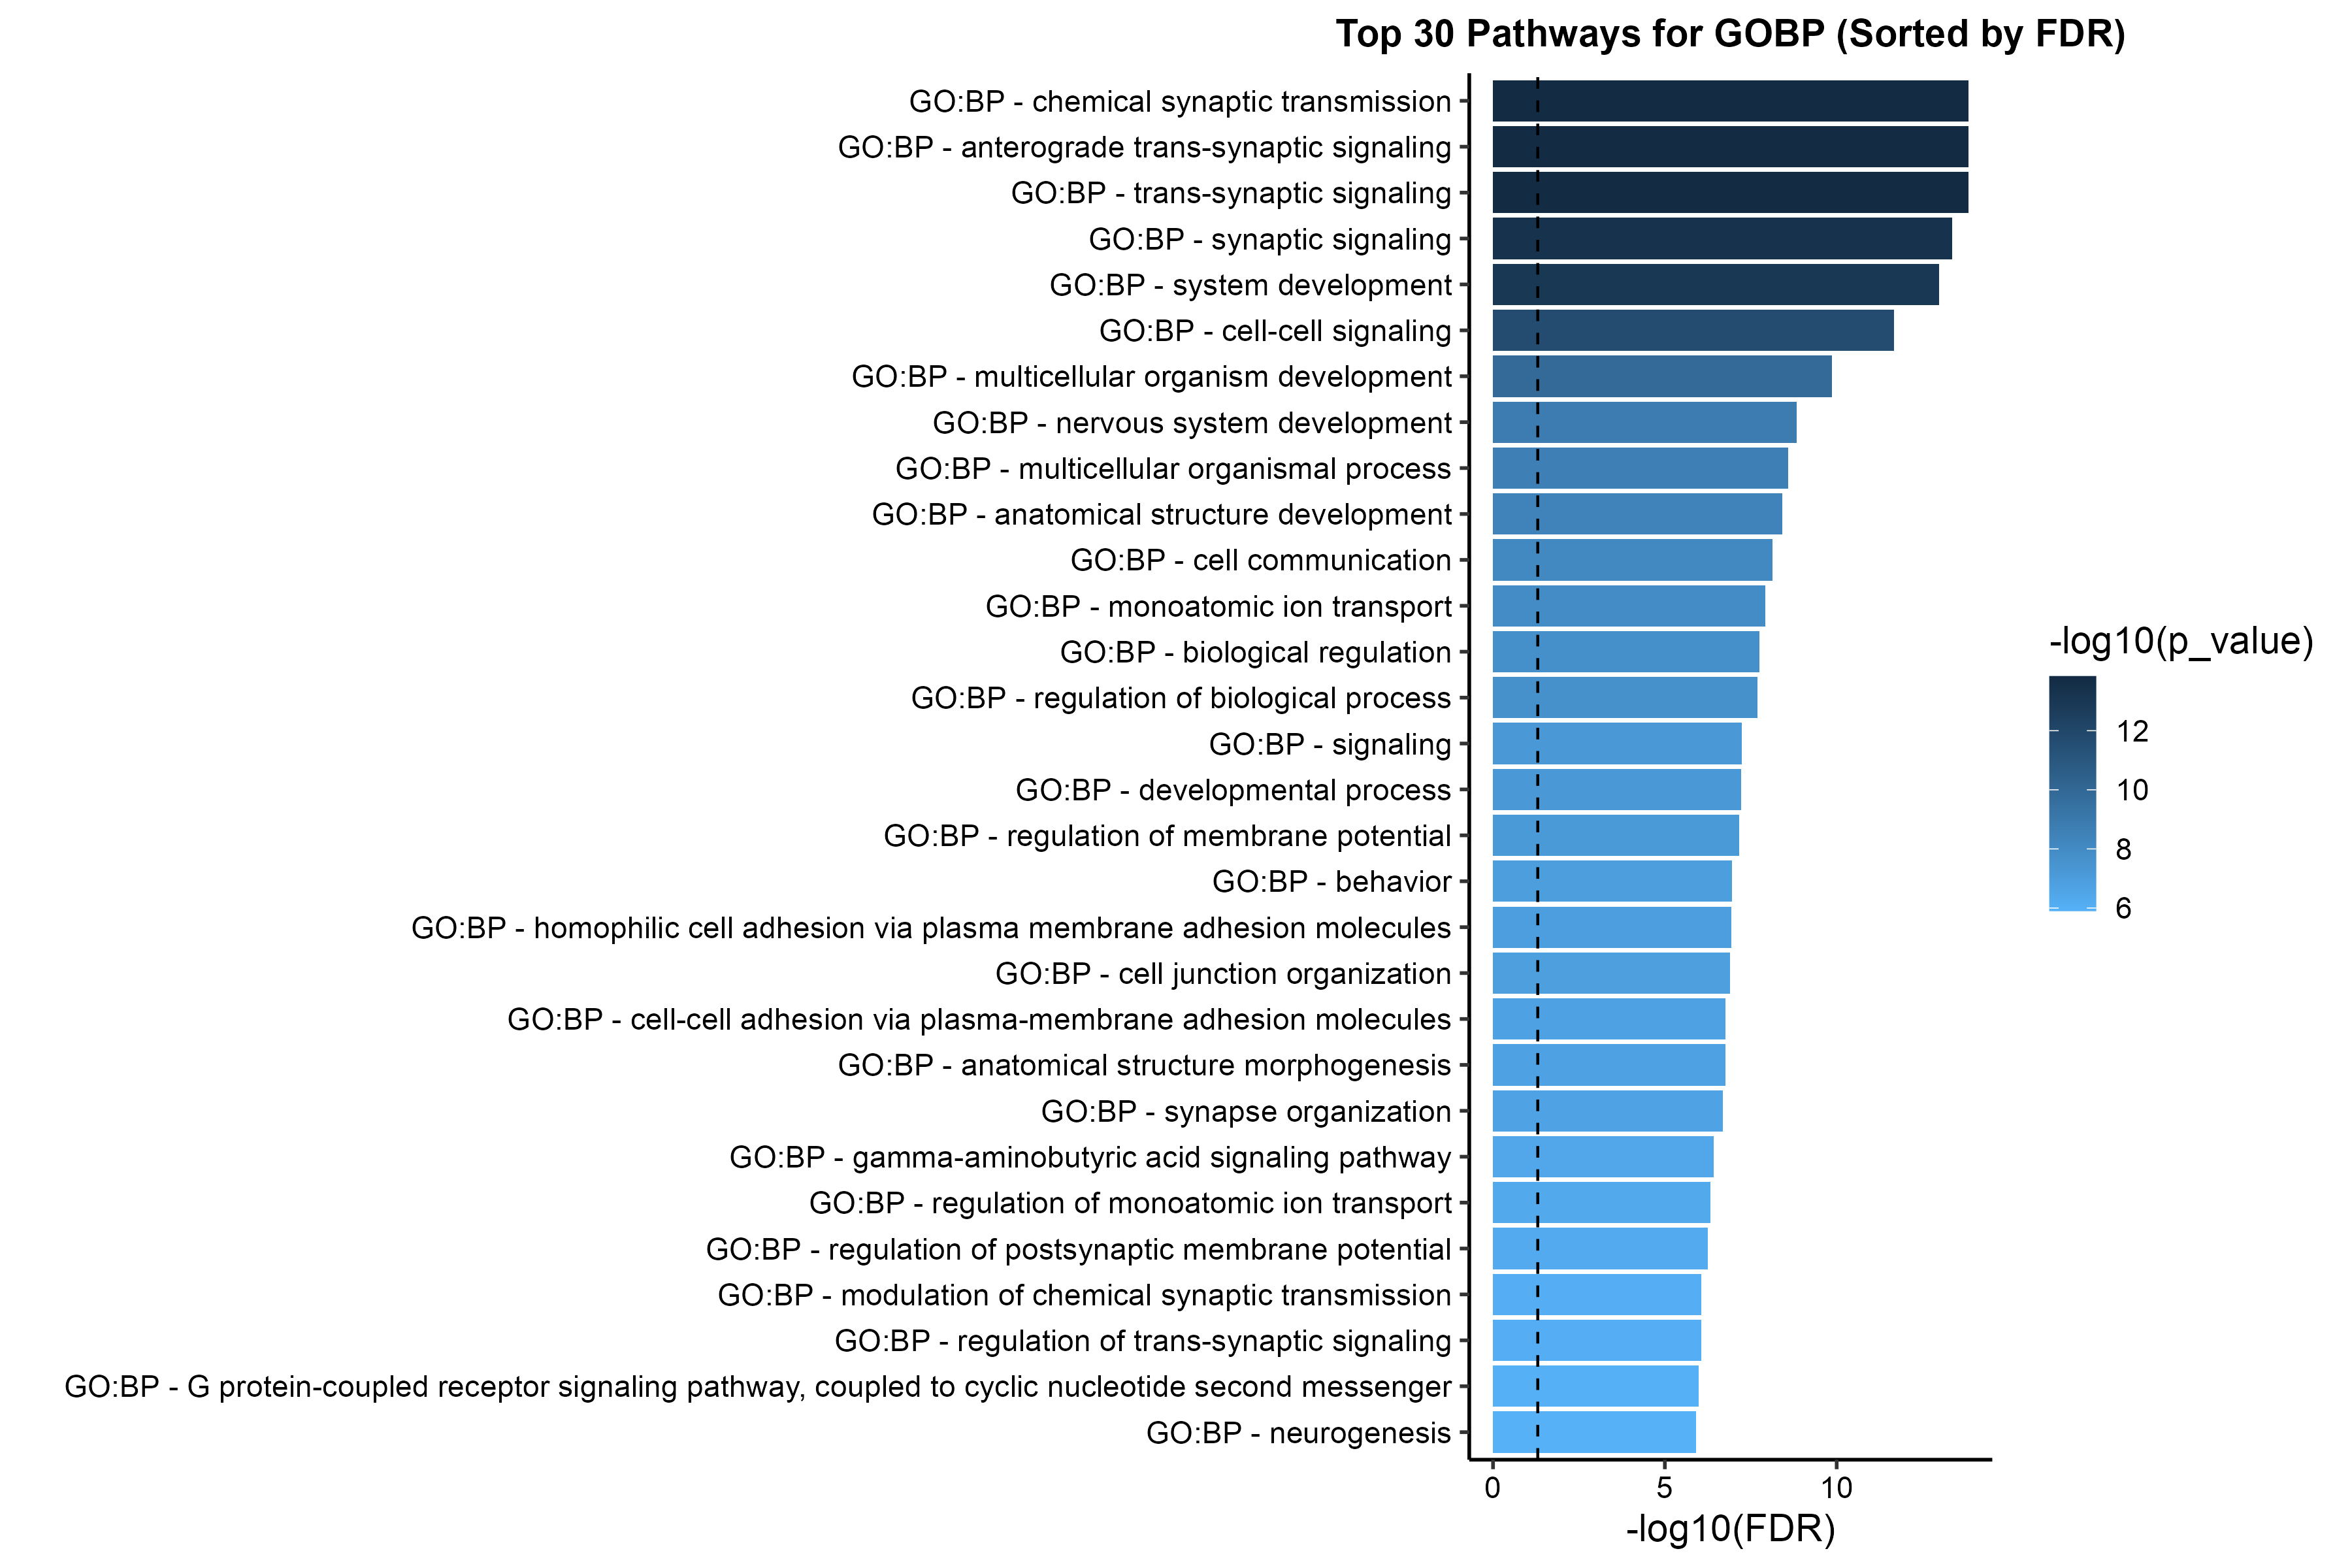 Top 30 Pathways for GOBP (Sorted by FDR)
GO:BP - chemical synaptic transmission
GO:BP - anterograde trans-synaptic signaling
GO:BP - trans-synaptic signaling
GO:BP - synaptic signaling
GO:BP - system development
GO:BP - cell-cell signaling
GO:BP - multicellular organism development
GO:BP - nervous system development
GO:BP - multicellular organismal process
GO:BP - anatomical structure development
GO:BP - cell communication
GO:BP - monoatomic ion transport
GO:BP - biological regulation
GO:BP - regulation of biological process
GO:BP - signaling
GO:BP - developmental process
GO:BP - regulation of membrane potential
GO:BP - behavior
GO:BP - homophilic cell adhesion via plasma membrane adhesion molecules
GO:BP - cell junction organization
GO:BP - cell-cell adhesion via plasma-membrane adhesion molecules
GO:BP - anatomical structure morphogenesis
GO:BP - synapse organization
GO:BP - gamma-aminobutyric acid signaling pathway
GO:BP - regulation of monoatomic ion transport
GO:BP - regulation of postsynaptic membrane potential
GO:BP - modulation of chemical synaptic transmission
GO:BP - regulation of trans-synaptic signaling
GO:BP - G protein-coupled receptor signaling pathway, coupled to cyclic nucleotide second messenger
GO:BP - neurogenesis
0 5 10
-log10(FDR)
-log10(p_value)
12
10
8
6